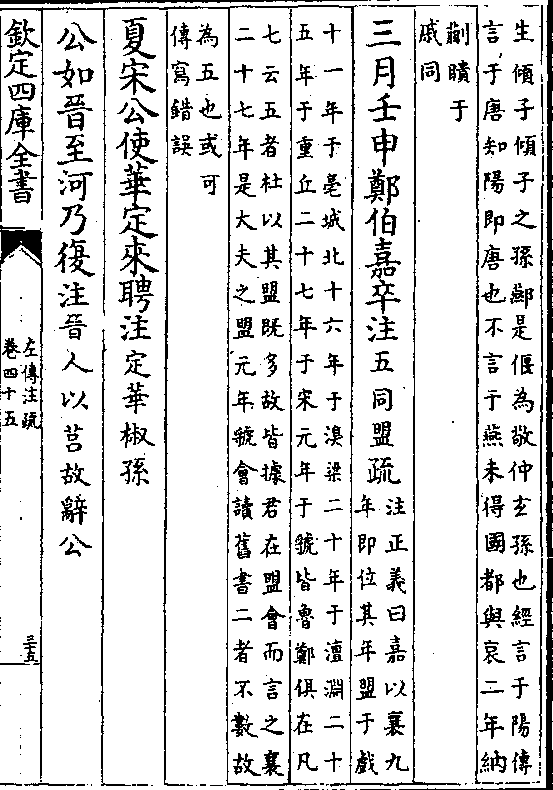 生傾子傾子之孫酀是偃為敬仲玄孫也經言于陽傳
言于唐知陽即唐也不言于燕未得國都與哀二年納
蒯聵于
戚同
三月壬申鄭伯嘉卒注五同盟疏
注正義曰嘉以襄九
年即位其年盟于戲
十一年于亳城北十六年于溴梁二十年于澶淵二十
五年于重丘二十七年于宋元年于虢皆魯鄭俱在凡
七云五者杜以其盟既多故皆據君在盟會而言之襄
二十七年是大夫之盟元年虢會讀舊書二者不數故
為五也或可
傳寫錯誤
夏宋公使華定來聘注定華椒孫
公如晉至河乃復注晉人以莒故辭公
欽定四庫全書
左傳注疏
卷四十五
三五